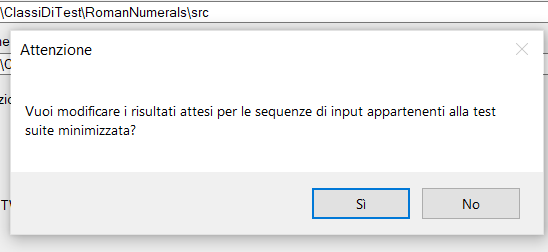 \ClassiDiTest\RomanNumerals\src
Attenzione
Vuoi modificare i risultati attesi per le sequenze di input appartenenti alla test
suite minimizzata?
Sì
No